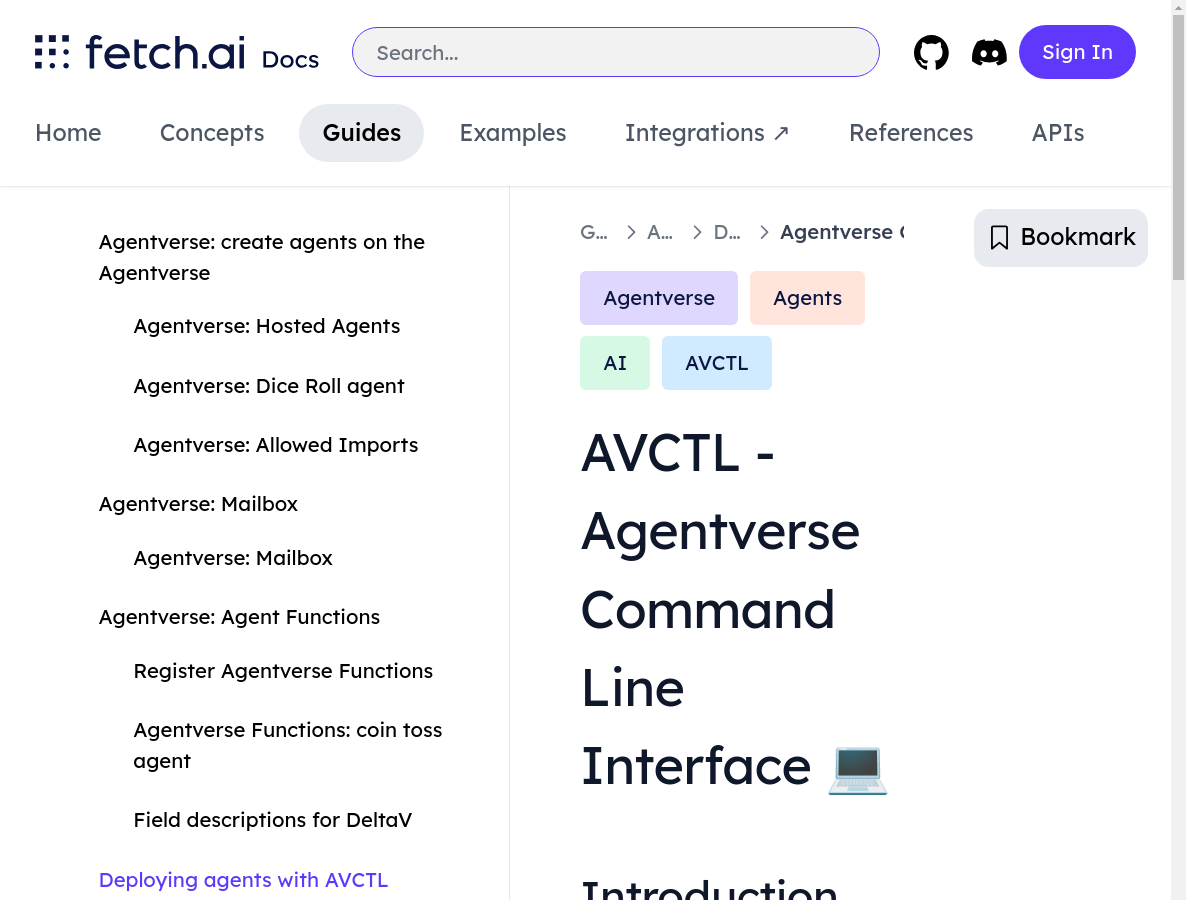 fetch.ai Docs
Search...
Sign In
Home
Concepts
Guides
Examples
Integrations ↗
References
APIs
Agentverse: create agents on the
Agentverse
Agentverse: Hosted Agents
Agentverse: Dice Roll agent
Agentverse: Allowed Imports
Agentverse: Mailbox
Agentverse: Mailbox
Agentverse: Agent Functions
Register Agentverse Functions
Agentverse Functions: coin toss
agent
Field descriptions for DeltaV
Deploying agents with AVCTL
G... > A... > D... > Agentverse
Bookmark
Agentverse
Agents
AI
AVCTL
AVCTL -
Agentverse
Command
Line
Interface 💻
Introduction